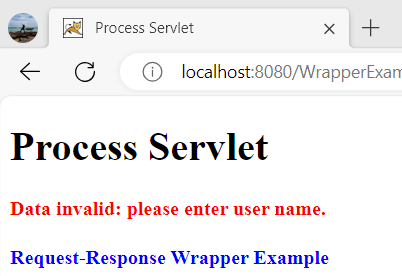 Process Servlet
localhost:8080/WrapperExam
Process Servlet
Data invalid: please enter user name.
Request-Response Wrapper Example